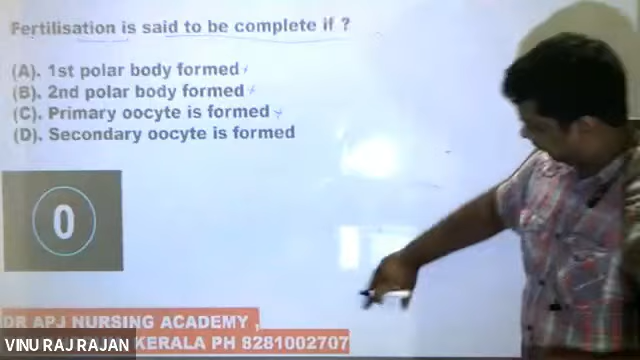 Fertilisation is said to be complete if ?
(A). 1st polar body formed
(B). 2nd polar body formed
(C). Primary oocyte is formed
(D). Secondary oocyte is formed
0
DR APJ NURSING ACADEMY ,
KERALA PH 8281002707
VINU RAJ RAJAN